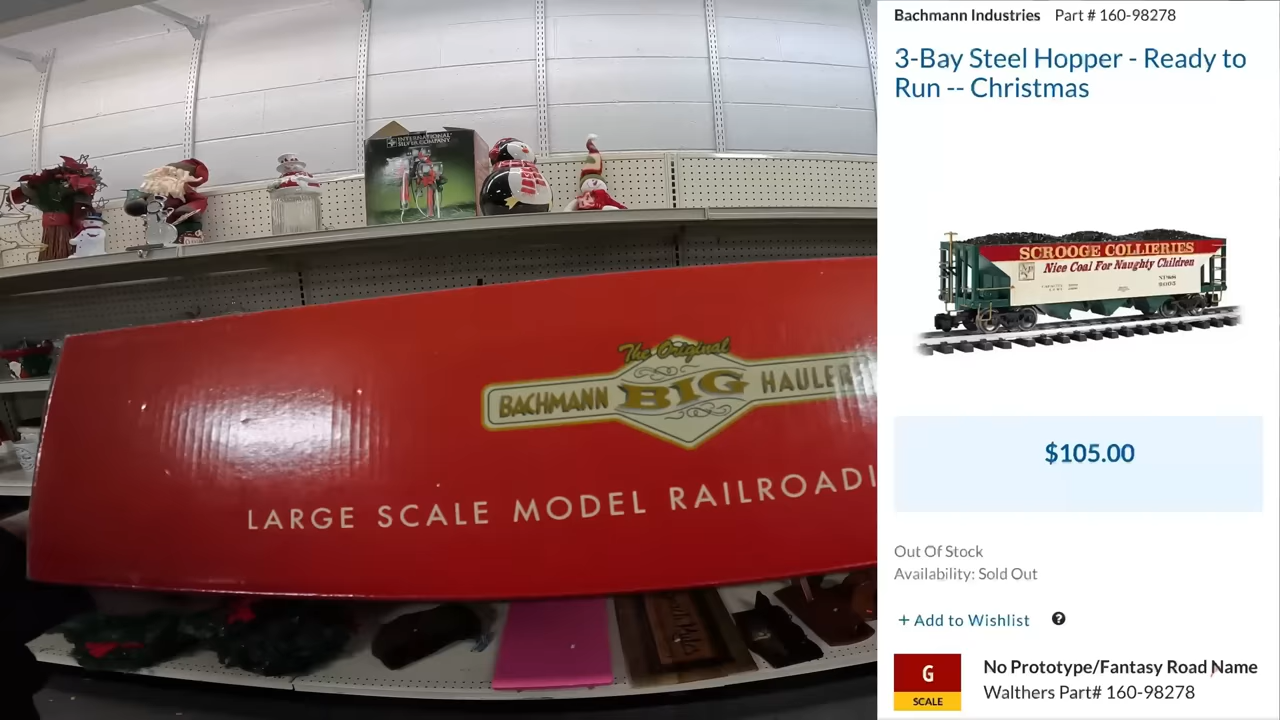 INTERNATIONAL
SILVER COMPANY
The Original
BACHMANN BIG HAULER
LARGE SCALE MODEL RAILROADI
Bachmann Industries Part # 160-98278
3-Bay Steel Hopper - Ready to
Run -- Christmas
SCROOGE COLLIERIES
Nice Coal For Naughty Children
$105.00
Out Of Stock
Availability: Sold Out
+ Add to Wishlist ?
G
SCALE
No Prototype/Fantasy Road Name
Walthers Part# 160-98278